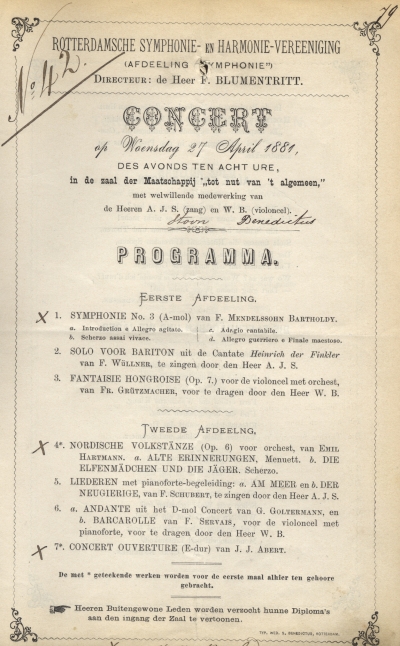 79
ROTTERDAMSCHE SYMPHONIE- EN HARMONIE-VEREENIGING
(AFDEELING „SYMPHONIE”)
DIRECTEUR: de Heer F. BLUMENTRITT.
No. 42.
CONCERT
op Woensdag 27 April 1881,
DES AVONDS TEN ACHT URE,
in de zaal der Maatschappij „tot nut van 't algemeen,”
met welwillende medewerking van
de Heeren A. J. S. (zang) en W. B. (violoncel).
Benedictus
PROGRAMMA.
EERSTE AFDEELING.
X 1. SYMPHONIE No. 3 (A-mol) van F. MENDELSSOHN BARTHOLDY.
a. Introduction e Allegro agitato. c. Adagio cantabile.
b. Scherzo assai vivace. d. Allegro guerriero e Finale maestoso.
2. SOLO VOOR BARITON uit de Cantate Heinrich der Finkler
van F. WÜLLNER, te zingen door den Heer A. J. S.
3. FANTAISIE HONGROISE (Op. 7.) voor de violoncel met orchest,
van FR. GRÜTZMACHER, voor te dragen door den Heer W. B.
TWEEDE AFDEELNG.
X 4*. NORDISCHE VOLKSTÄNZE (Op. 6) voor orchest, van EMIL
HARTMANN. a. ALTE ERINNERUNGEN, Menuett. b. DIE
ELFENMÄDCHEN UND DIE JÄGER. Scherzo.
5. LIEDEREN met pianoforte-begeleiding: a. AM MEER en b. DER
NEUGIERIGE, van F. SCHUBERT, te zingen door den Heer A. J. S.
6. a. ANDANTE uit het D-mol Concert van G. GOLTERMANN, en
b. BARCAROLLE van F. SERVAIS, voor de violoncel met
pianoforte, voor te dragen door den Heer W. B.
X 7*. CONCERT OUVERTURE (E-dur) van J. J. ABERT.
De met * geteekende werken worden voor de eerste maal alhier ten gehoore
gebracht.
Heeren Buitengewone Leden worden verzocht hunne Diploma's
aan den ingang der Zaal te vertoonen.
TYP. WED. S. BENEDICTUS, ROTTERDAM.